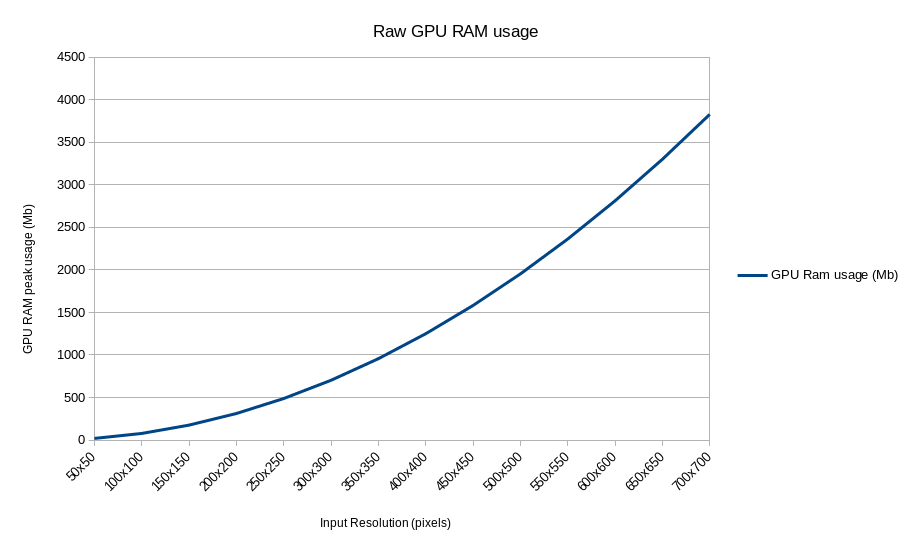 Raw GPU RAM usage
4500
4000
3500
3000
2500
2000
1500
1000
500
0
GPU RAM peak usage (Mb)
50x50
100x100
150x150
200x200
250x250
300x300
350x350
400x400
450x450
500x500
550x550
600x600
650x650
700x700
Input Resolution (pixels)
GPU Ram usage (Mb)